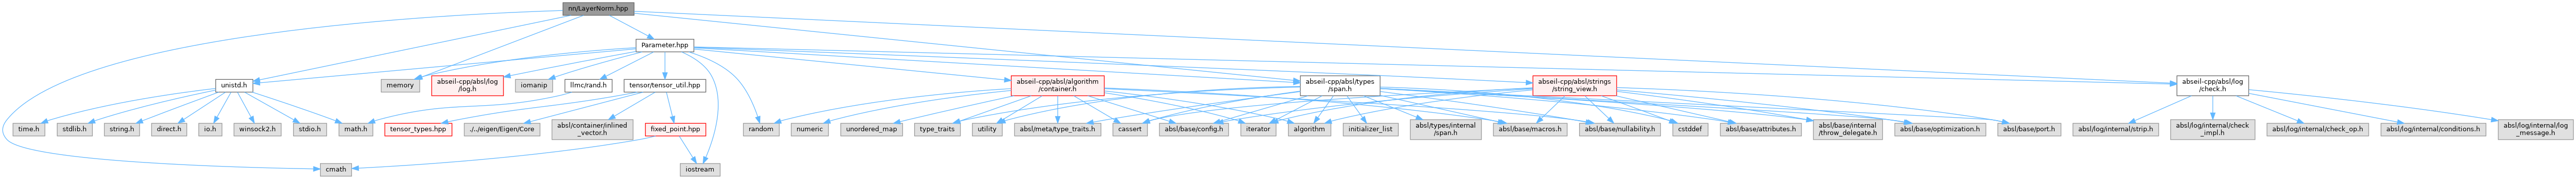 nn/LayerNorm.hpp
Parameter.hpp
unistd.h
memory
abseil-cpp/absl/log
/log.h
iomanip
llmc/rand.h
tensor/tensor_util.hpp
abseil-cpp/absl/algorithm
/container.h
abseil-cpp/absl/types
/span.h
abseil-cpp/absl/strings
/string_view.h
abseil-cpp/absl/log
/check.h
time.h
stdlib.h
string.h
direct.h
io.h
winsock2.h
stdio.h
math.h
tensor_types.hpp
./../eigen/Eigen/Core
absl/container/inlined
_vector.h
fixed_point.hpp
random
numeric
unordered_map
type_traits
utility
absl/meta/type_traits.h
cassert
absl/base/config.h
iterator
algorithm
initializer_list
absl/types/internal
/span.h
absl/base/macros.h
absl/base/nullability.h
cstddef
absl/base/attributes.h
absl/base/internal
/throw_delegate.h
absl/base/optimization.h
absl/base/port.h
absl/log/internal/strip.h
absl/log/internal/check
_impl.h
absl/log/internal/check_op.h
absl/log/internal/conditions.h
absl/log/internal/log
_message.h
cmath
iostream